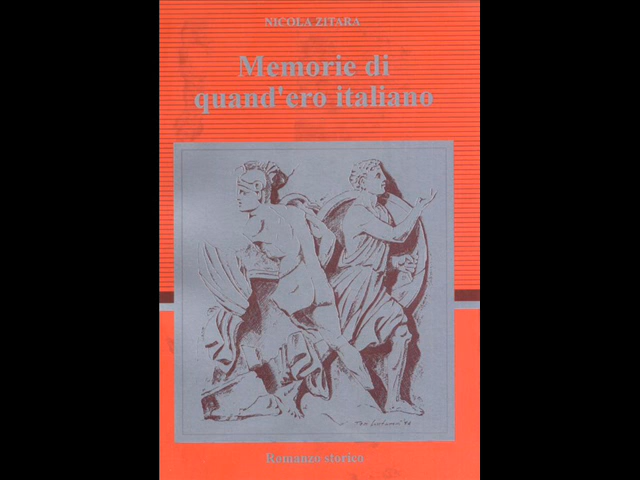 NICOLA ZITARA
Memorie di
quand'ero italiano
Romanzo storico